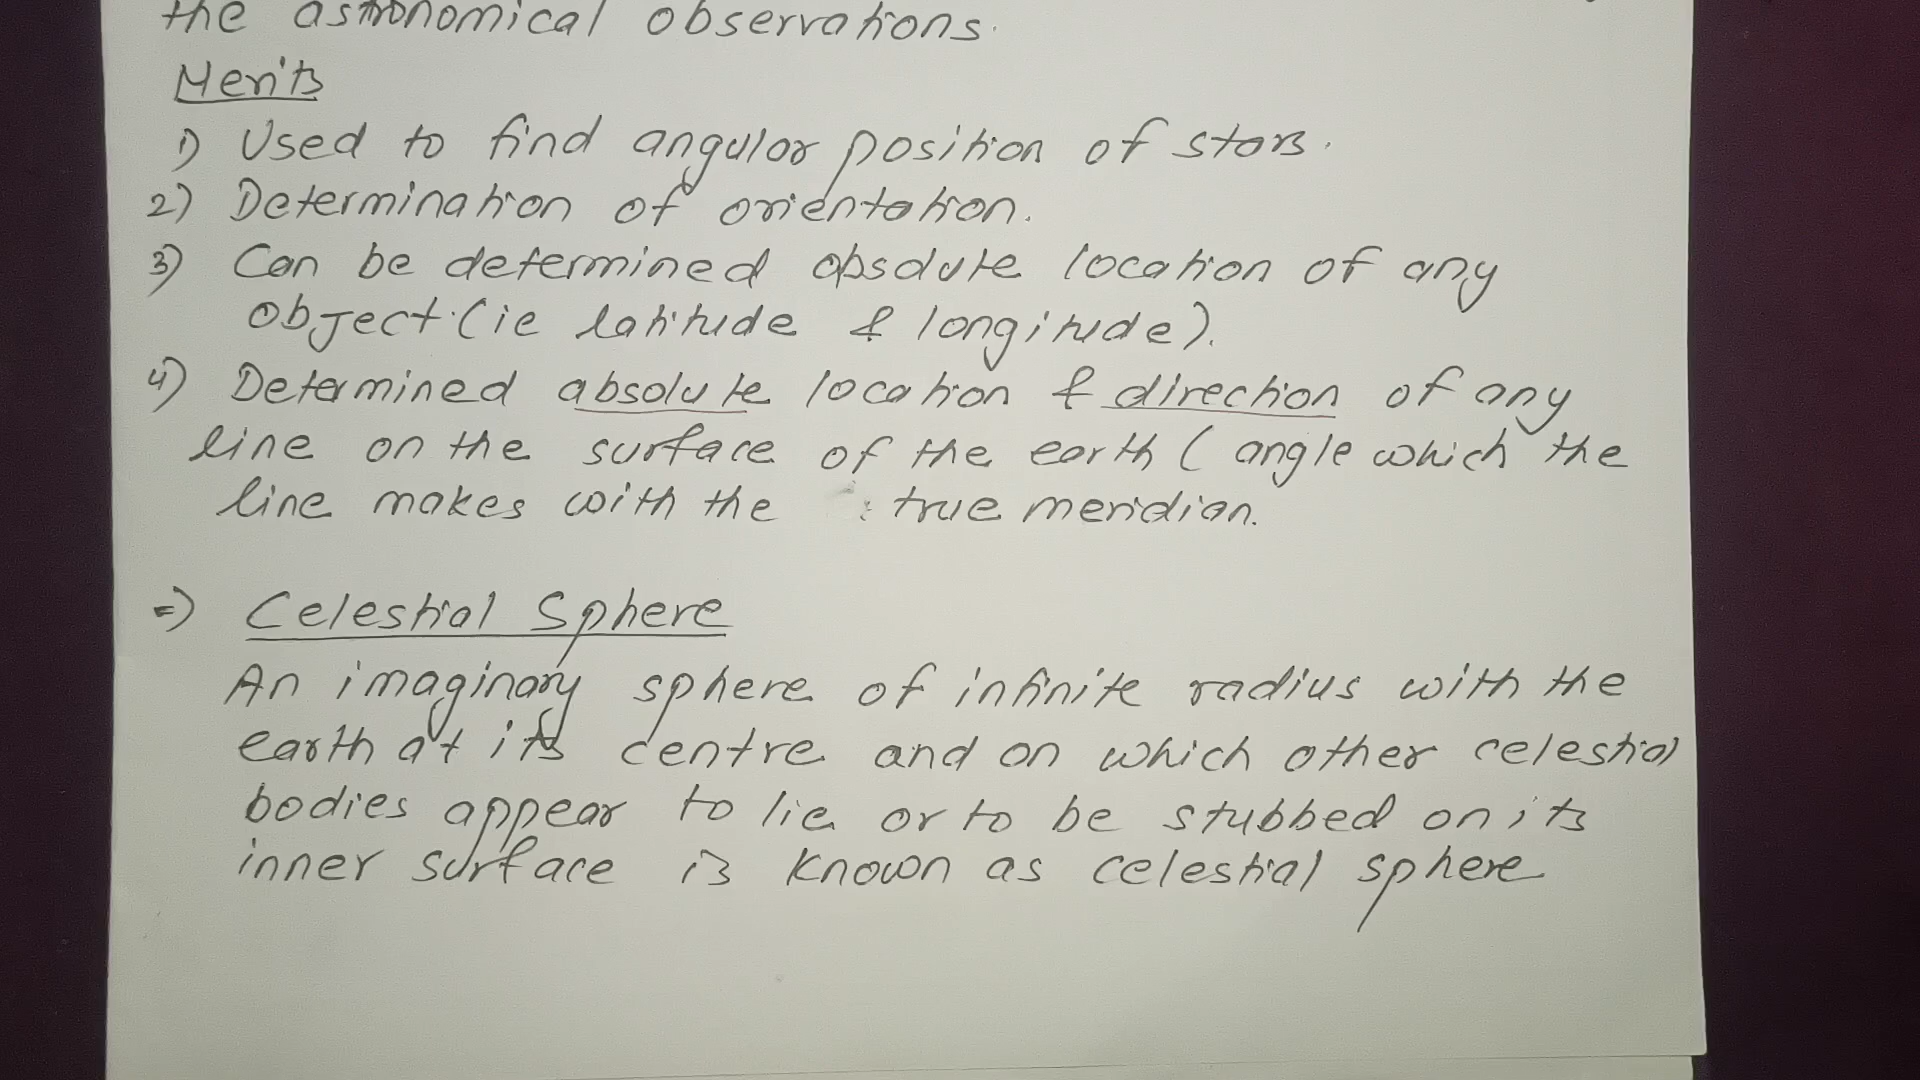 the astronomical observations.
Merits
1) Used to find angular position of stars.
2) Determination of orientation.
3) Can be determined absolute location of any
object (ie latitude & longitude).
4) Determined absolute location & direction of any
line on the surface of the earth ( angle which the
line makes with the true meridian.
=) Celestial Sphere
An imaginary sphere of infinite radius with the
earth at its centre and on which other celestial
bodies appear to lie or to be stubbed on its
inner surface is known as celestial sphere